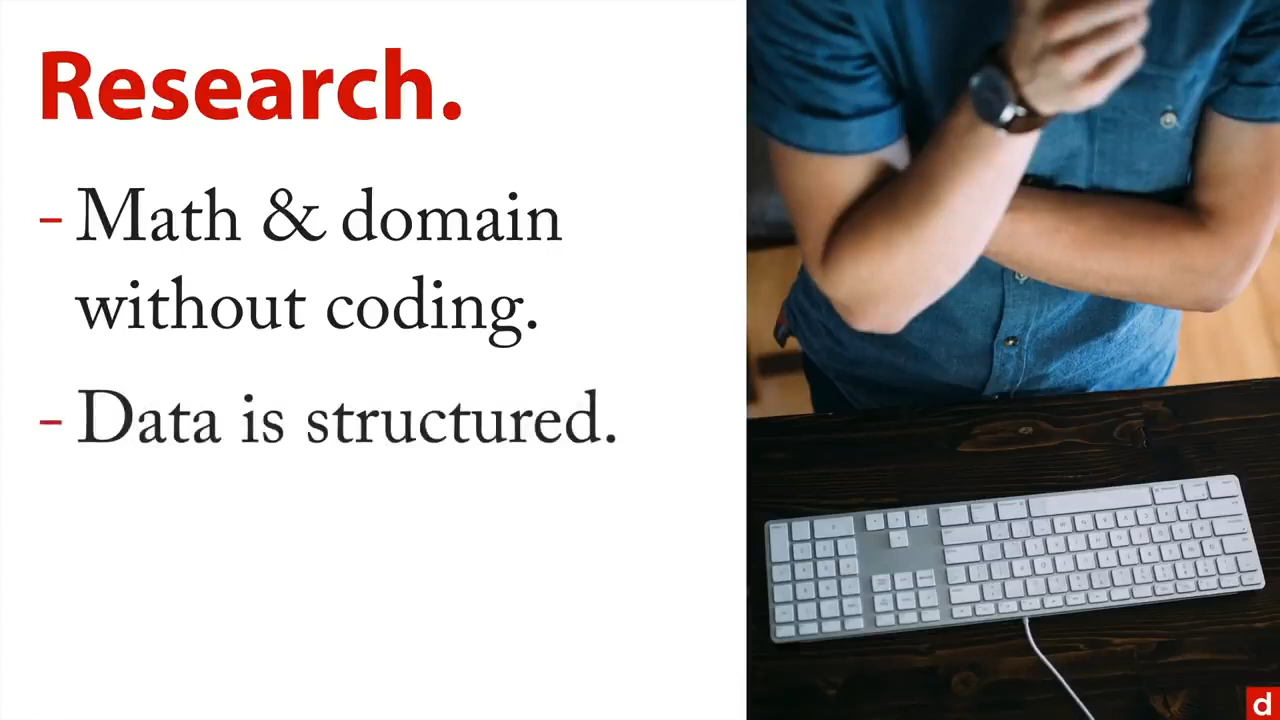 Research.
- Math & domain
without coding.
- Data is structured.
d